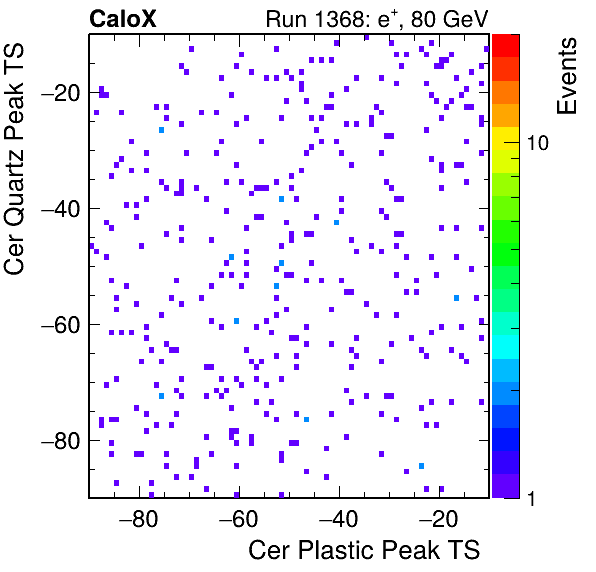 CaloX Run 1368: e⁺, 80 GeV
Cer Quartz Peak TS
−20
−40
−60
−80
Events
10
1
−80 −60 −40 −20
Cer Plastic Peak TS